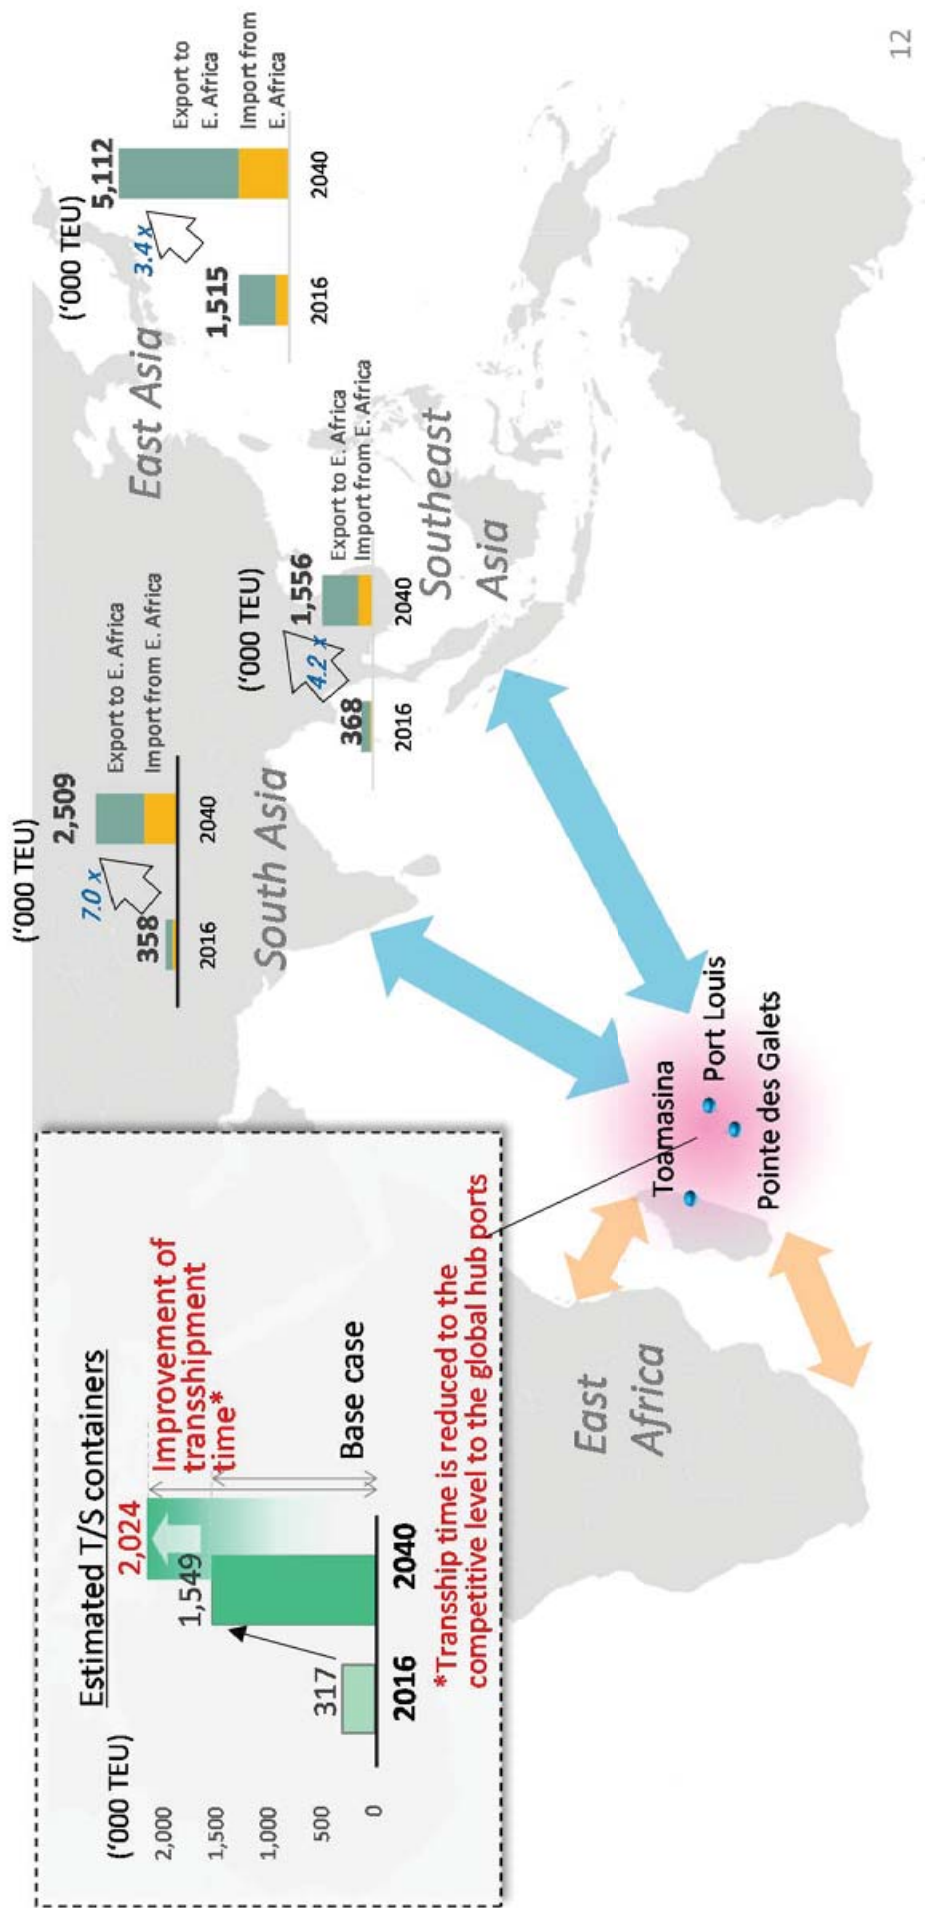 Estimated T/S containers
('000 TEU)
2,000
1,500
1,000
500
0
317
1,549
2,024
2016
2040
Improvement of
transshipment
time*
Base case
*Transship time is reduced to the
competitive level to the global hub ports
('000 TEU)
358
7.0 x
2,509
2016
2040
Export to E. Africa
Import from E. Africa
South Asia
('000 TEU)
368
4.2 x
1,556
2016
2040
Export to E. Africa
Import from E. Africa
Southeast
Asia
('000 TEU)
East Asia
1,515
3.4 x
5,112
2016
2040
Export to
E. Africa
Import from
E. Africa
East
Africa
Toamasina
Port Louis
Pointe des Galets
12